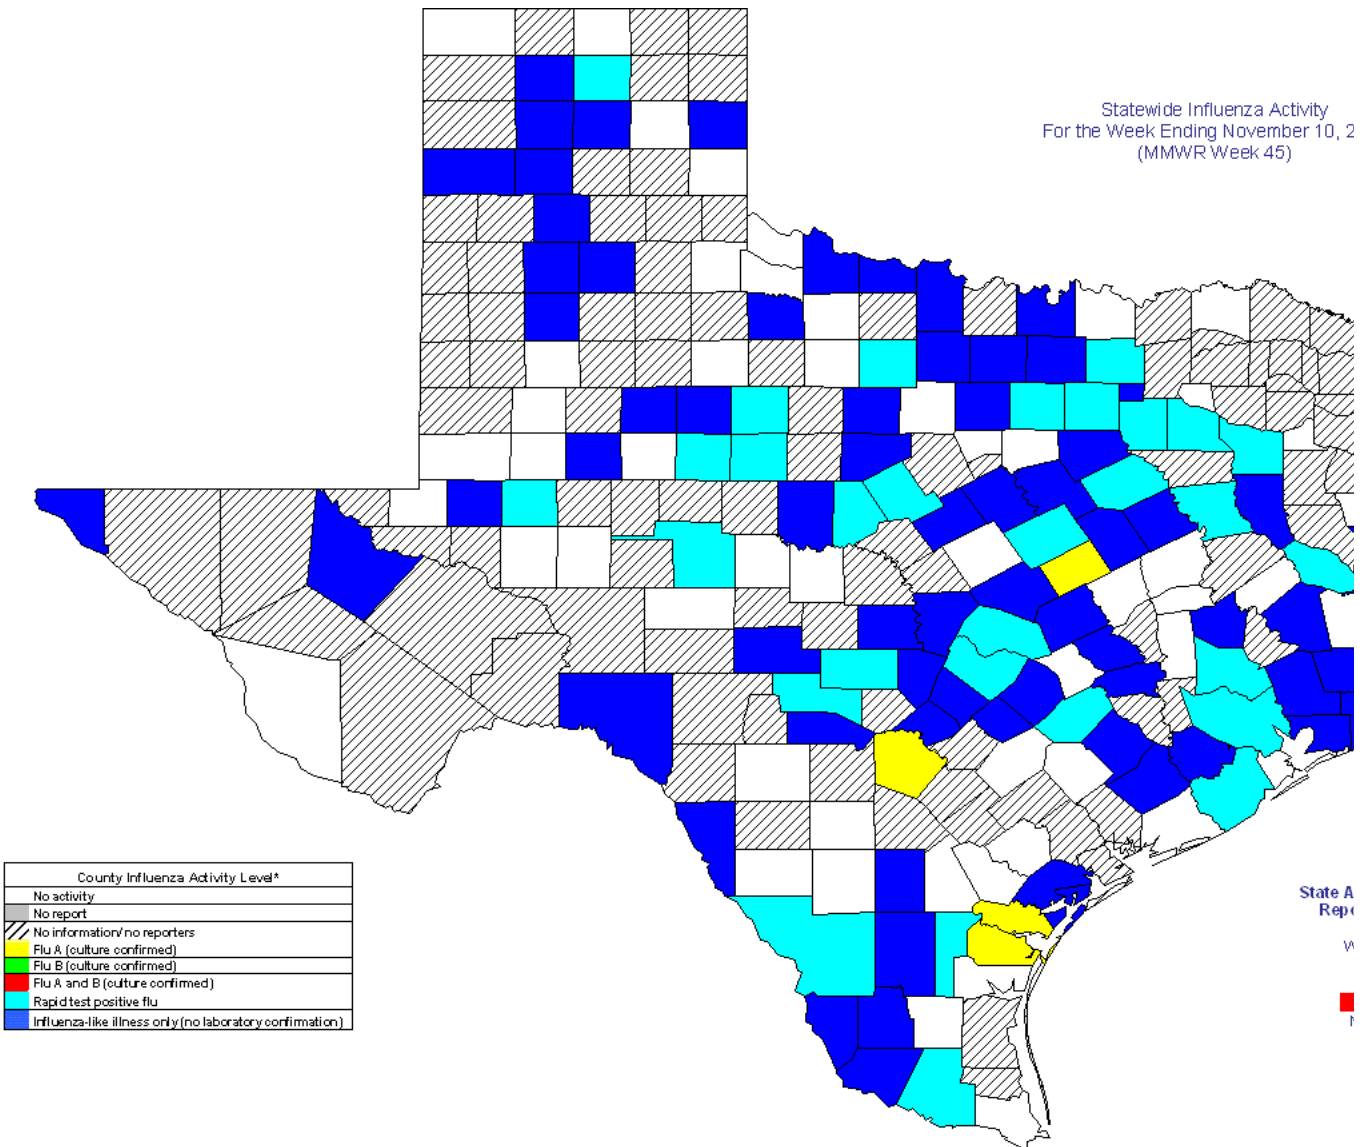 Statewide Influenza Activity
For the Week Ending November 10, 2
(MMWR Week 45)
County Influenza Activity Level*
No activity
No report
No information/no reporters
Flu A (culture confirmed)
Flu B (culture confirmed)
Flu A and B (culture confirmed)
Rapid test positive flu
Influenza-like illness only (no laboratory confirmation)
State A
Repo
W
N